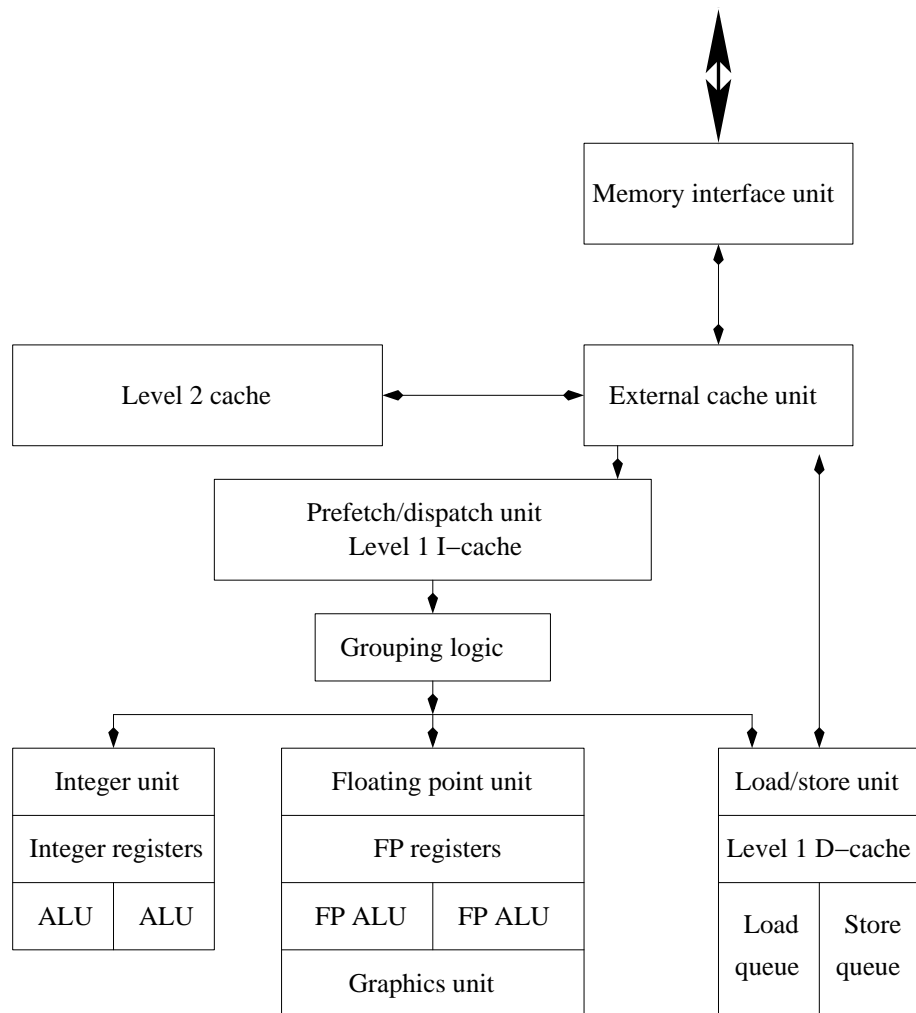 Memory interface unit
Level 2 cache
External cache unit
Prefetch/dispatch unit
Level 1 I−cache
Grouping logic
Integer unit
Floating point unit
Load/store unit
Integer registers
FP registers
Level 1 D−cache
ALU
ALU
FP ALU
FP ALU
Load
queue
Store
queue
Graphics unit